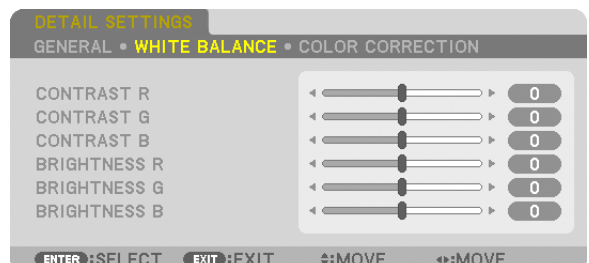 DETAIL SETTINGS
GENERAL • WHITE BALANCE • COLOR CORRECTION
CONTRAST R 0
CONTRAST G 0
CONTRAST B 0
BRIGHTNESS R 0
BRIGHTNESS G 0
BRIGHTNESS B 0
ENTER :SELECT EXIT :EXIT :MOVE :MOVE